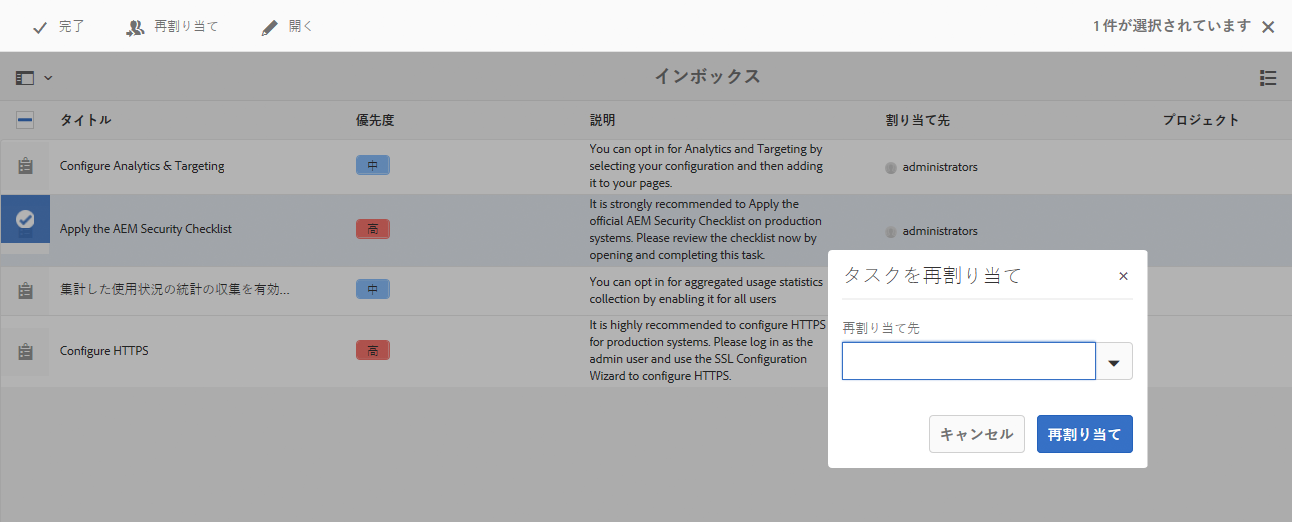 完了 再割り当て 開く 1 件が選択されています
インボックス
タイトル 優先度 説明 割り当て先 プロジェクト
Configure Analytics & Targeting 中 You can opt in for Analytics and Targeting by
selecting your configuration and then adding
it to your pages.
administrators
Apply the AEM Security Checklist 高 It is strongly recommended to Apply the
official AEM Security Checklist on production
systems. Please review the checklist now by
opening and completing this task.
administrators
集計した使用状況の統計の収集を有効... 中 You can opt in for aggregated usage statistics
collection by enabling it for all users
Configure HTTPS 高 It is highly recommended to configure HTTPS
for production systems. Please log in as the
admin user and use the SSL Configuration
Wizard to configure HTTPS.
タスクを再割り当て
再割り当て先
キャンセル 再割り当て